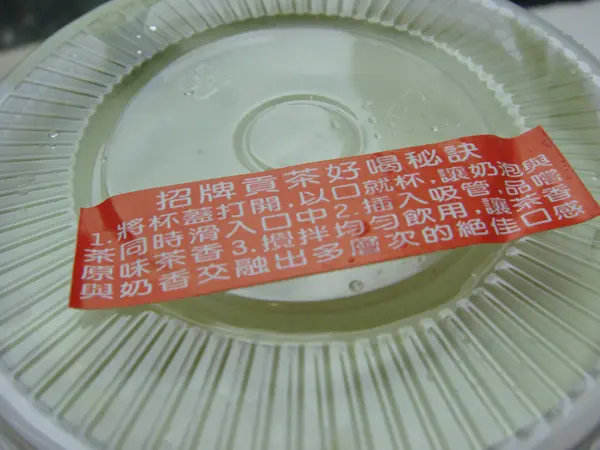 招牌貢茶好喝秘訣
1.將杯蓋打開,以口就杯,讓奶泡與
茶同時滑入口中2.插入吸管,品嚐
原味茶香3.攪拌均勻飲用,讓茶香
與奶香交融出多層次的絕佳口感